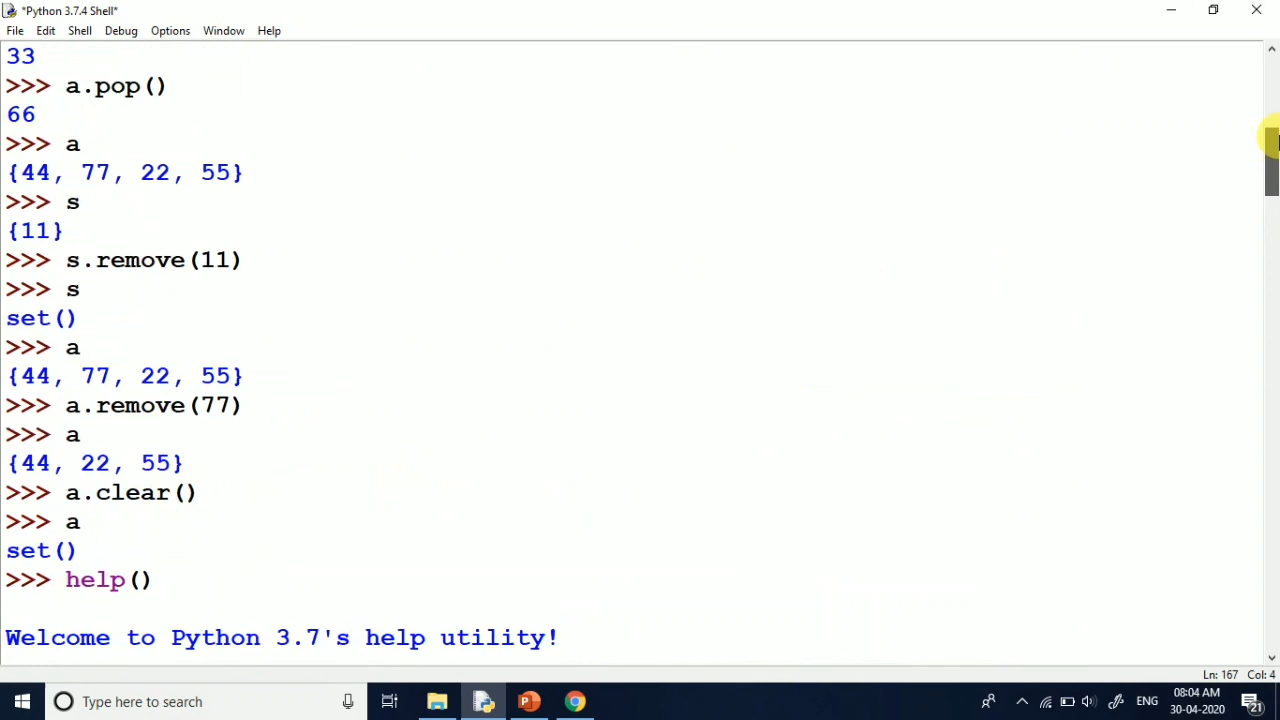 *Python 3.7.4 Shell*
File Edit Shell Debug Options Window Help
33
>>> a.pop()
66
>>> a
{44, 77, 22, 55}
>>> s
{11}
>>> s.remove(11)
>>> s
set()
>>> a
{44, 77, 22, 55}
>>> a.remove(77)
>>> a
{44, 22, 55}
>>> a.clear()
>>> a
set()
>>> help()
Welcome to Python 3.7's help utility!
Ln: 167 Col: 4
Type here to search
ENG
08:04 AM
30-04-2020
21